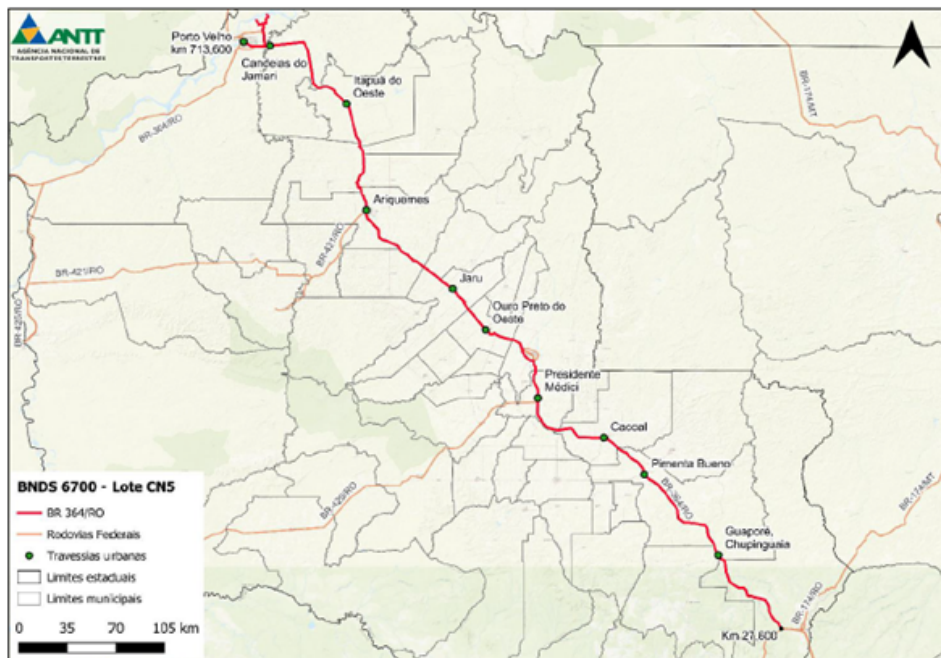 ANTT
AGÊNCIA NACIONAL DE
TRANSPORTES TERRESTRES
Porto Velho
km 713,600
Candeias do
Jamari
Itapuã do
Oeste
BR-174/MT
BR-364/RO
Ariquemes
BR-421/RO
BR-421/RO
Jaru
BR-425/RO
Ouro Preto do
Oeste
Presidente
Médici
Cacoal
Pimenta Bueno
BR-364/RO
BR-429/RO
BR-174/MT
Guaporé,
Chupinguaia
BR-174/RO
Km 27,600
BNDS 6700 - Lote CN5
BR 364/RO
Rodovias Federais
Travessias urbanas
Limites estaduais
Limites municipais
0 35 70 105 km